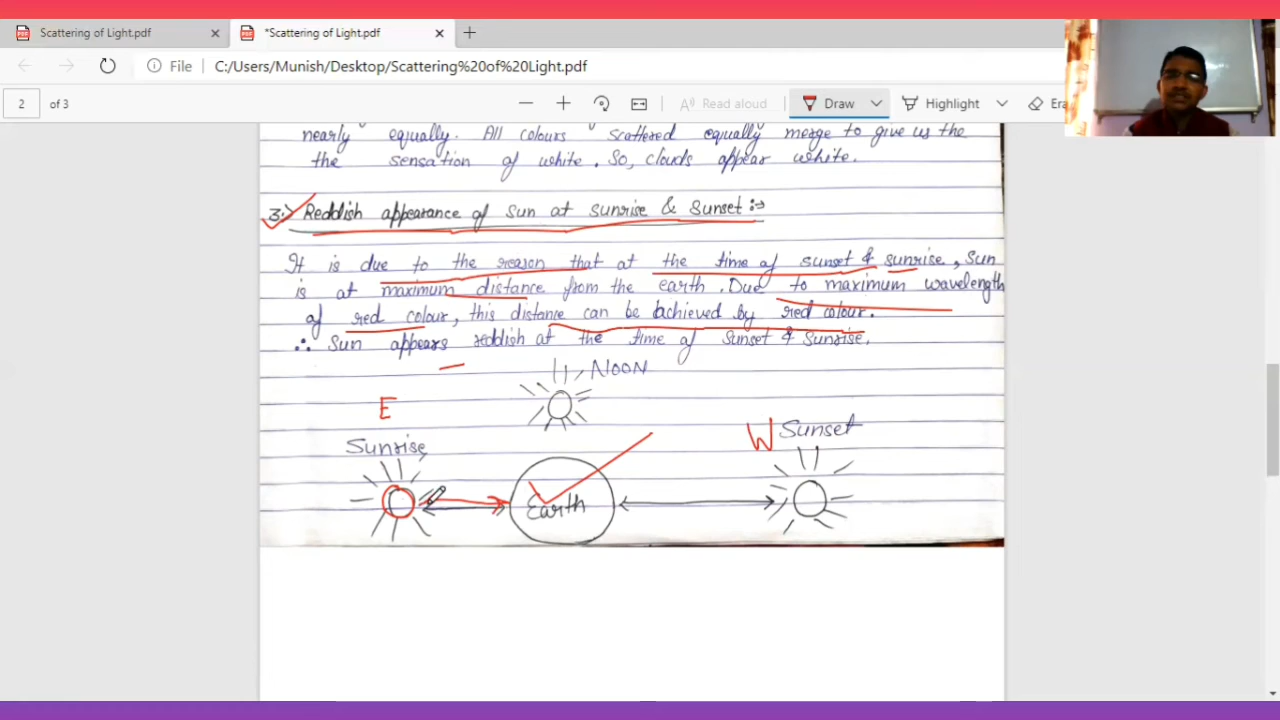 Scattering of Light.pdf
*Scattering of Light.pdf
File C:/Users/Munish/Desktop/Scattering%20of%20Light.pdf
2 of 3 Read aloud Draw Highlight Era
nearly equally. All colours scattered equally merge to give us the
the sensation of white. So, clouds appear white.
3:) Reddish appearance of Sun at sunrise & Sunset :-
It is due to the reason that at the time of sunset & sunrise, Sun
is at maximum distance from the earth. Due to maximum wavelength
of red colour, this distance can be achieved by red colour.
∴ Sun appears reddish at the time of Sunset & Sunrise.
NOON
E
W Sunset
Sunrise
Earth